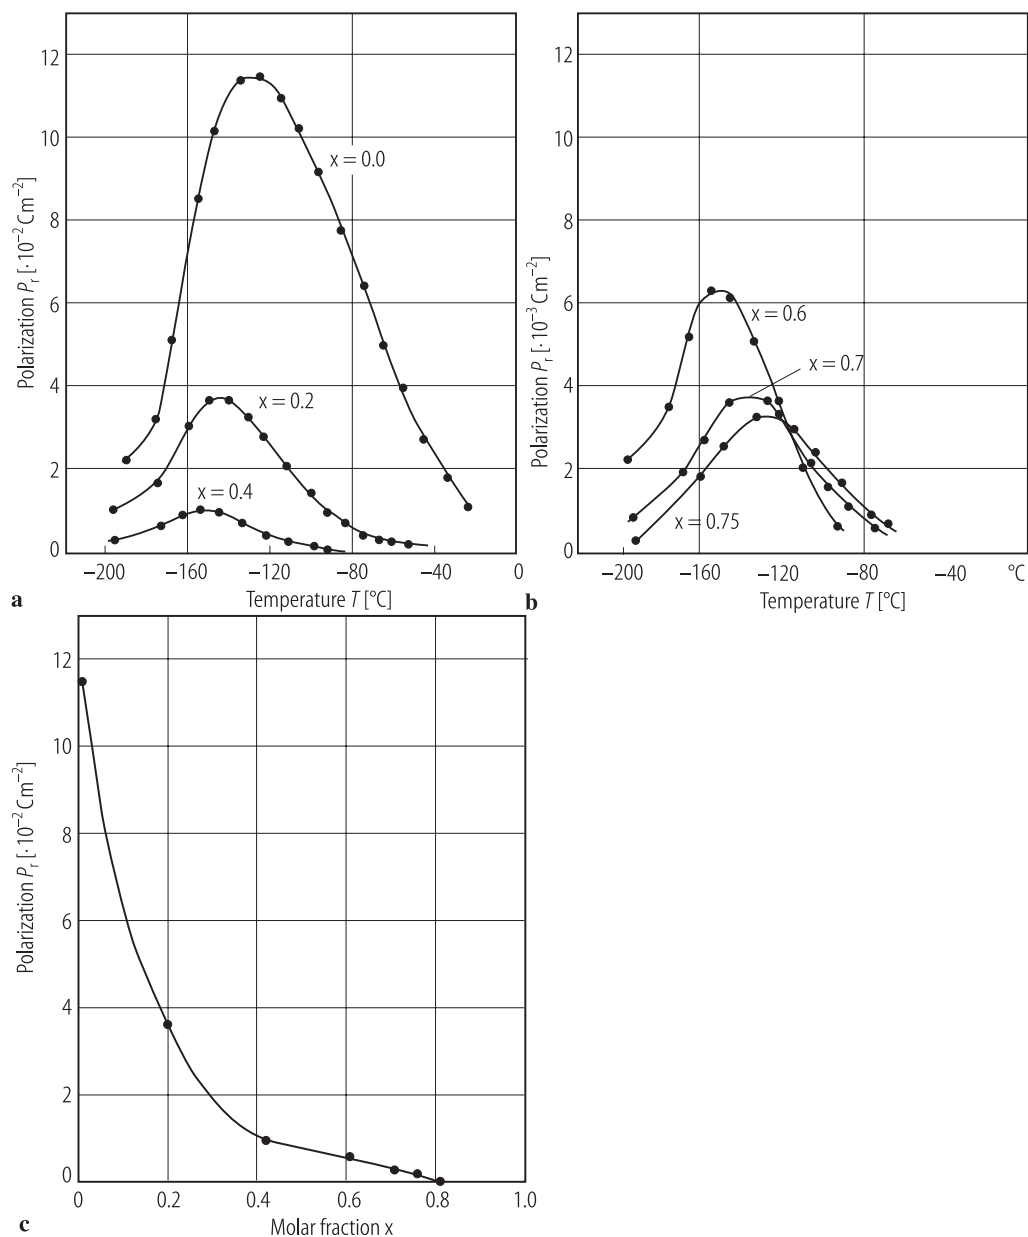 12
10
8
6
4
2
0
Polarization Pᵣ [·10⁻² Cm⁻²]
x = 0.0
x = 0.2
x = 0.4
−200 −160 −120 −80 −40 0
Temperature T [°C]
a
12
10
8
6
4
2
0
Polarization Pᵣ [·10⁻³ Cm⁻²]
x = 0.6
x = 0.7
x = 0.75
−200 −160 −120 −80 −40 °C
Temperature T [°C]
b
12
10
8
6
4
2
0
Polarization Pᵣ [·10⁻² Cm⁻²]
0 0.2 0.4 0.6 0.8 1.0
Molar fraction x
c